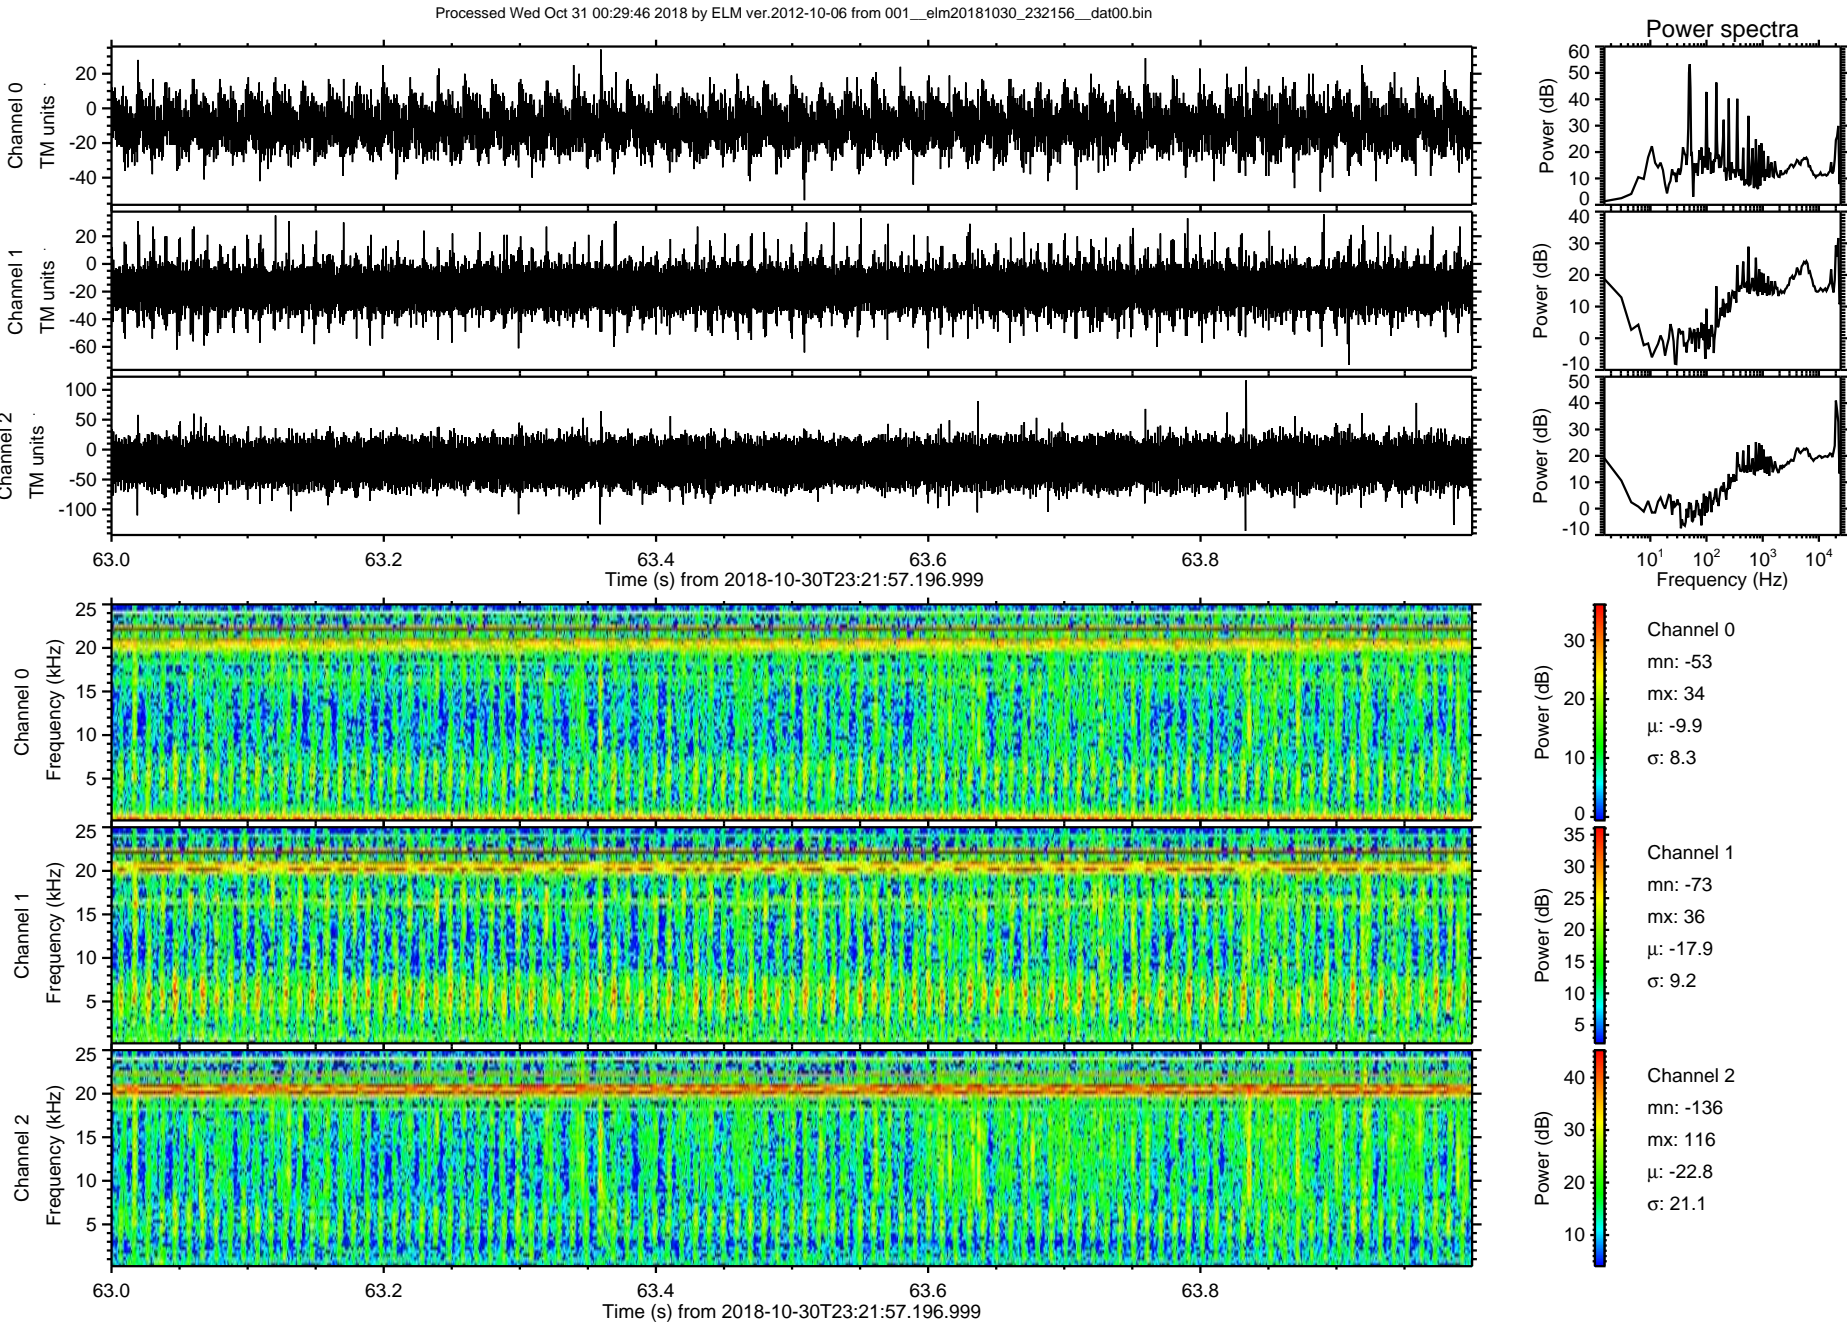 Processed Wed Oct 31 00:29:46 2018 by ELM ver.2012-10-06 from 001__elm20181030_232156__dat00.bin
Power spectra
Channel 0
TM units
20
0
-20
-40
Power (dB)
60
50
40
30
20
10
0
Channel 1
TM units
20
0
-20
-40
-60
Power (dB)
40
30
20
10
0
-10
Channel 2
TM units
100
50
0
-50
-100
Power (dB)
50
40
30
20
10
0
-10
63.0 63.2 63.4 63.6 63.8
Time (s) from 2018-10-30T23:21:57.196.999
10¹ 10² 10³ 10⁴
Frequency (Hz)
Channel 0
Frequency (kHz)
25
20
15
10
5
Power (dB)
30
20
10
0
Channel 0
mn: -53
mx: 34
μ: -9.9
σ: 8.3
Channel 1
Frequency (kHz)
25
20
15
10
5
Power (dB)
35
30
25
20
15
10
5
Channel 1
mn: -73
mx: 36
μ: -17.9
σ: 9.2
Channel 2
Frequency (kHz)
25
20
15
10
5
Power (dB)
40
30
20
10
Channel 2
mn: -136
mx: 116
μ: -22.8
σ: 21.1
63.0 63.2 63.4 63.6 63.8
Time (s) from 2018-10-30T23:21:57.196.999